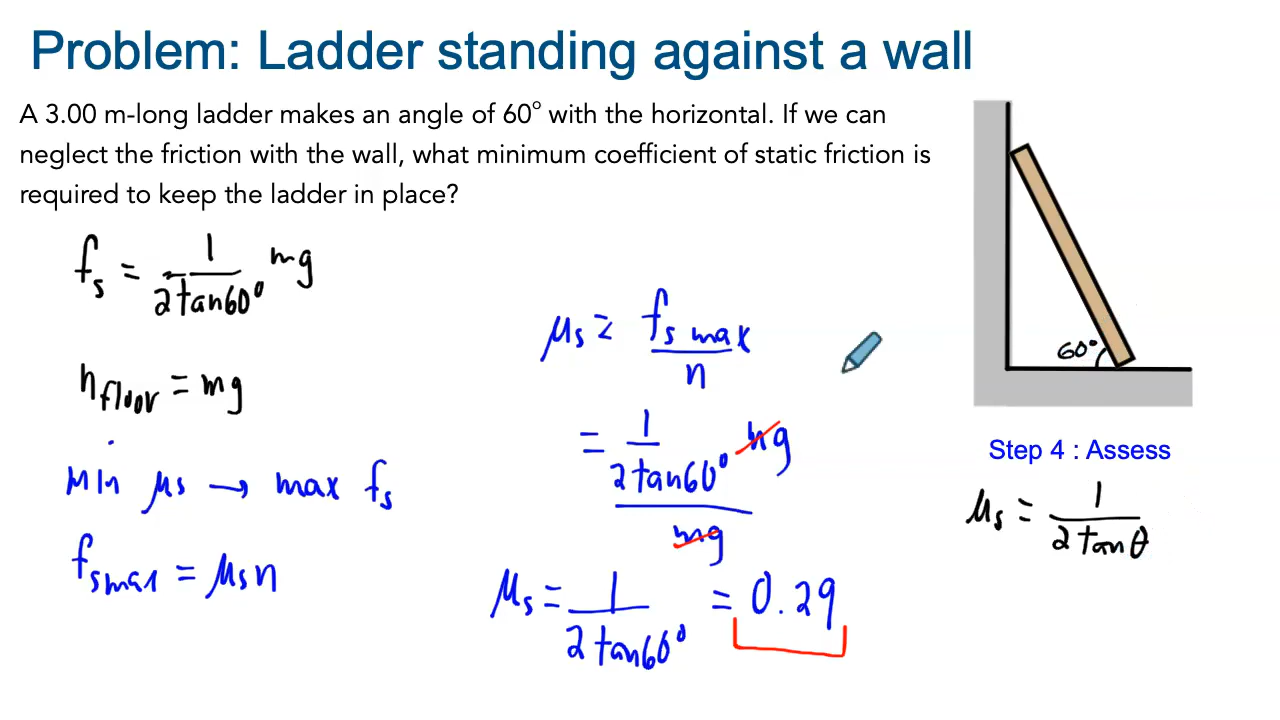 Problem: Ladder standing against a wall
A 3.00 m-long ladder makes an angle of 60° with the horizontal. If we can
neglect the friction with the wall, what minimum coefficient of static friction is
required to keep the ladder in place?
fs = 1/2tan60° mg
nfloor = mg
min μs → max fs
fsmax = μsn
μs = fs max/n
= 1/2tan60° mg/mg
μs = 1/2tan60° = 0.29
60°
Step 4 : Assess
μs = 1/2tanθ